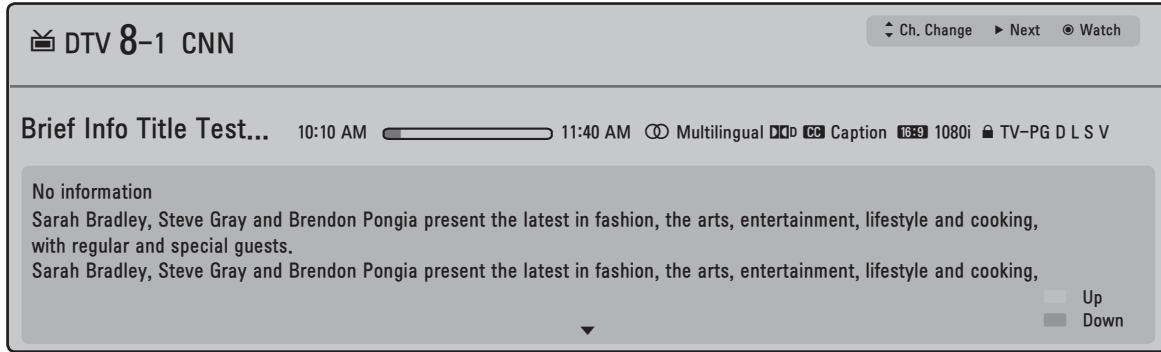 DTV 8-1 CNN
Ch. Change Next Watch
Brief Info Title Test... 10:10 AM 11:40 AM Multilingual DD D CC Caption 16:9 1080i TV-PG D L S V
No information
Sarah Bradley, Steve Gray and Brendon Pongia present the latest in fashion, the arts, entertainment, lifestyle and cooking,
with regular and special guests.
Sarah Bradley, Steve Gray and Brendon Pongia present the latest in fashion, the arts, entertainment, lifestyle and cooking,
Up
Down